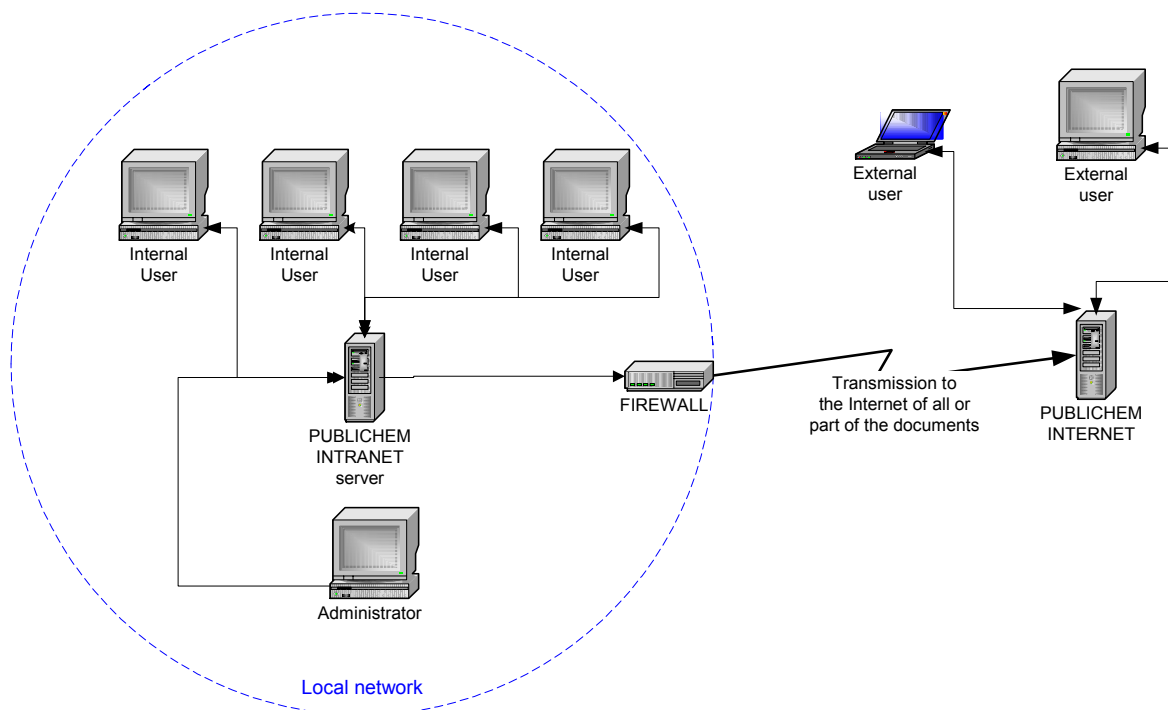 External
user
External
user
Internal
User
Internal
User
Internal
User
Internal
User
FIREWALL
Transmission to
the Internet of all or
part of the documents
PUBLICHEM
INTERNET
PUBLICHEM
INTRANET
server
Administrator
Local network